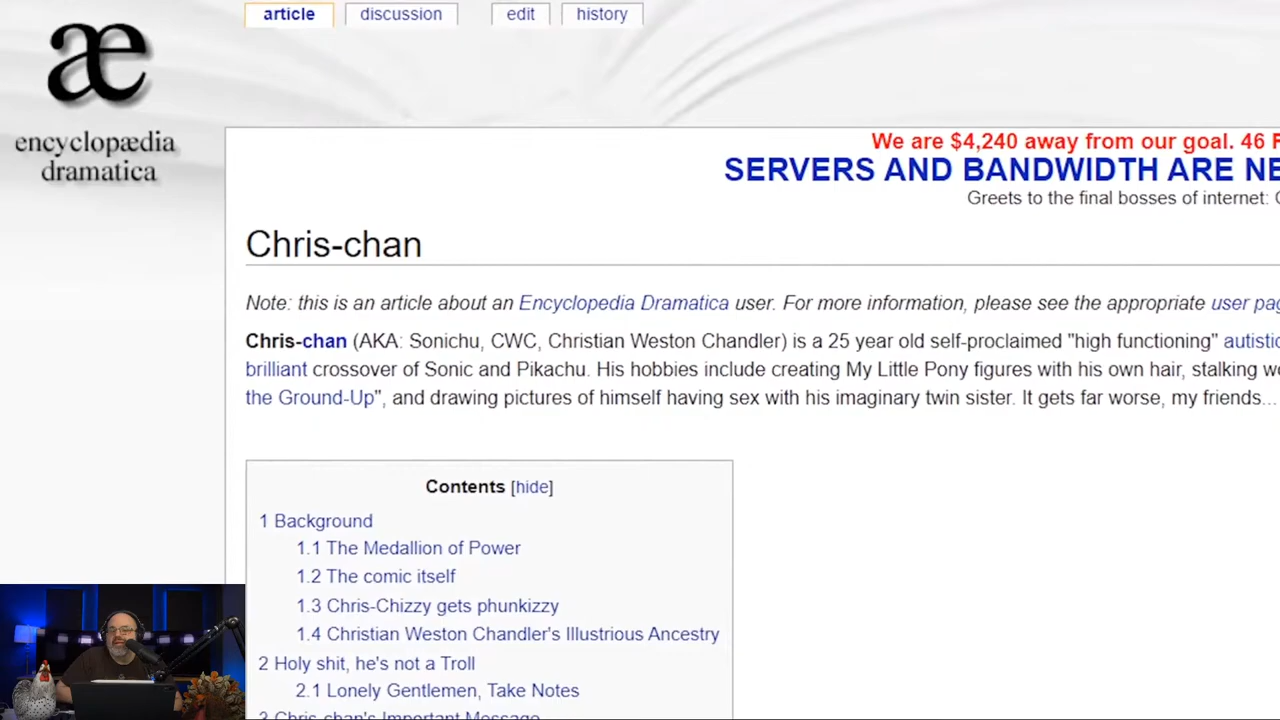 article discussion edit history
æ
encyclopædia
dramatica
We are $4,240 away from our goal. 46
SERVERS AND BANDWIDTH ARE
Greets to the final bosses of internet:
Chris-chan
Note: this is an article about an Encyclopedia Dramatica user. For more information, please see the appropriate user
Chris-chan (AKA: Sonichu, CWC, Christian Weston Chandler) is a 25 year old self-proclaimed "high functioning"
brilliant crossover of Sonic and Pikachu. His hobbies include creating My Little Pony figures with his own hair, stalking
the Ground-Up", and drawing pictures of himself having sex with his imaginary twin sister. It gets far worse, my friends...
Contents [hide]
1 Background
1.1 The Medallion of Power
1.2 The comic itself
1.3 Chris-Chizzy gets phunkizzy
1.4 Christian Weston Chandler's Illustrious Ancestry
2 Holy shit, he's not a Troll
2.1 Lonely Gentlemen, Take Notes
3 Chris-chan's Important Message